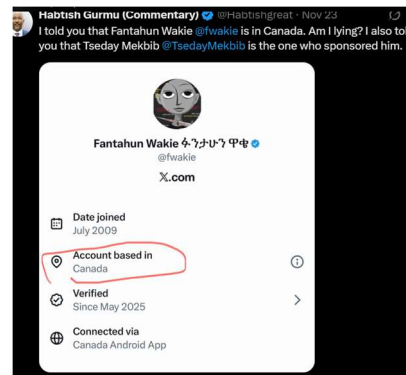 Habtish Gurmu (Commentary) @Habtishgreat · Nov 23
I told you that Fantahun Wakie @fwakie is in Canada. Am I lying? I also tol
you that Tseday Mekbib @TsedayMekbib is the one who sponsored him.
Fantahun Wakie ፋንታሁን ዋቄ
@fwakie
X.com
Date joined
July 2009
Account based in
Canada
Verified
Since May 2025
Connected via
Canada Android App